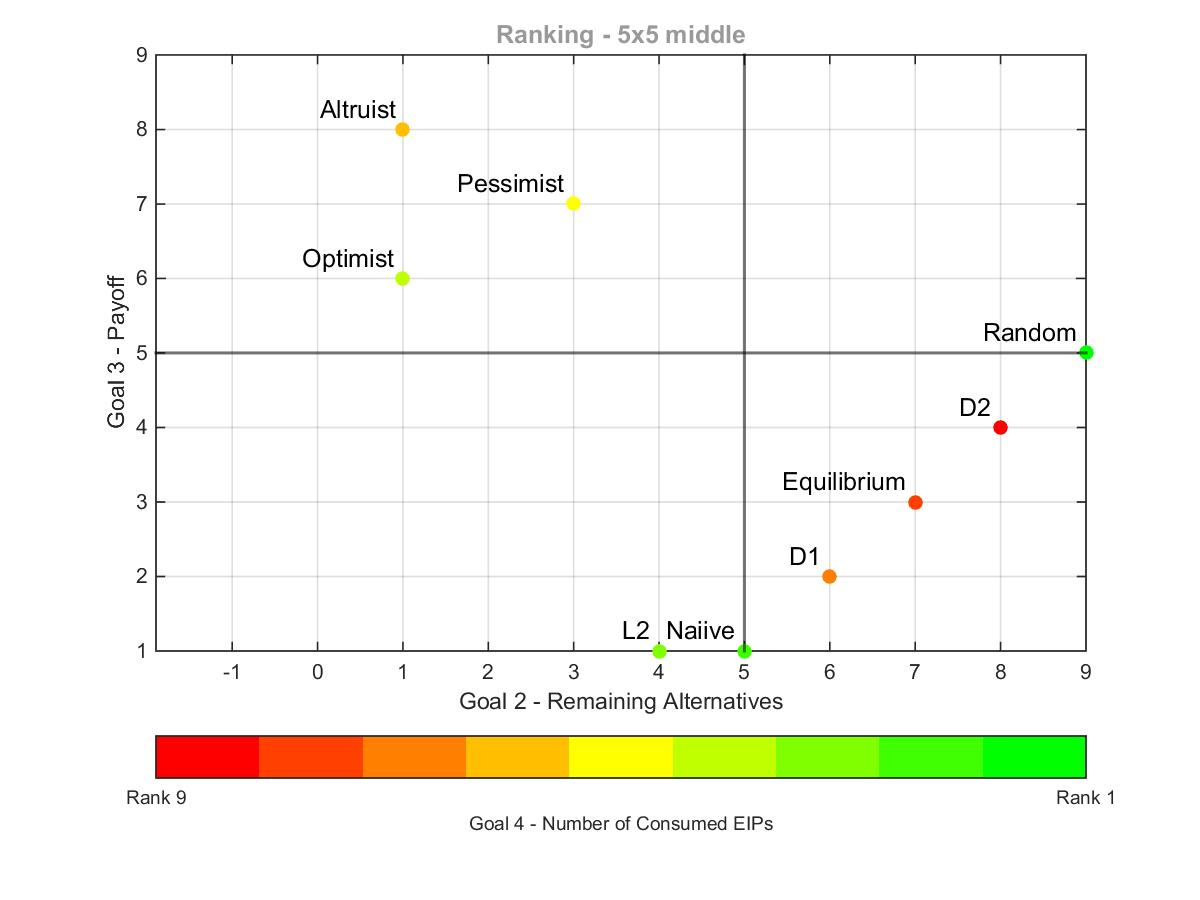 Ranking - 5x5 middle
9
Altruist
8
Pessimist
7
Optimist
6
Random
5
D2
4
Equilibrium
3
D1
2
L2 Naiive
1
-1 0 1 2 3 4 5 6 7 8 9
Goal 3 - Payoff
Goal 2 - Remaining Alternatives
Rank 9 Rank 1
Goal 4 - Number of Consumed EIPs